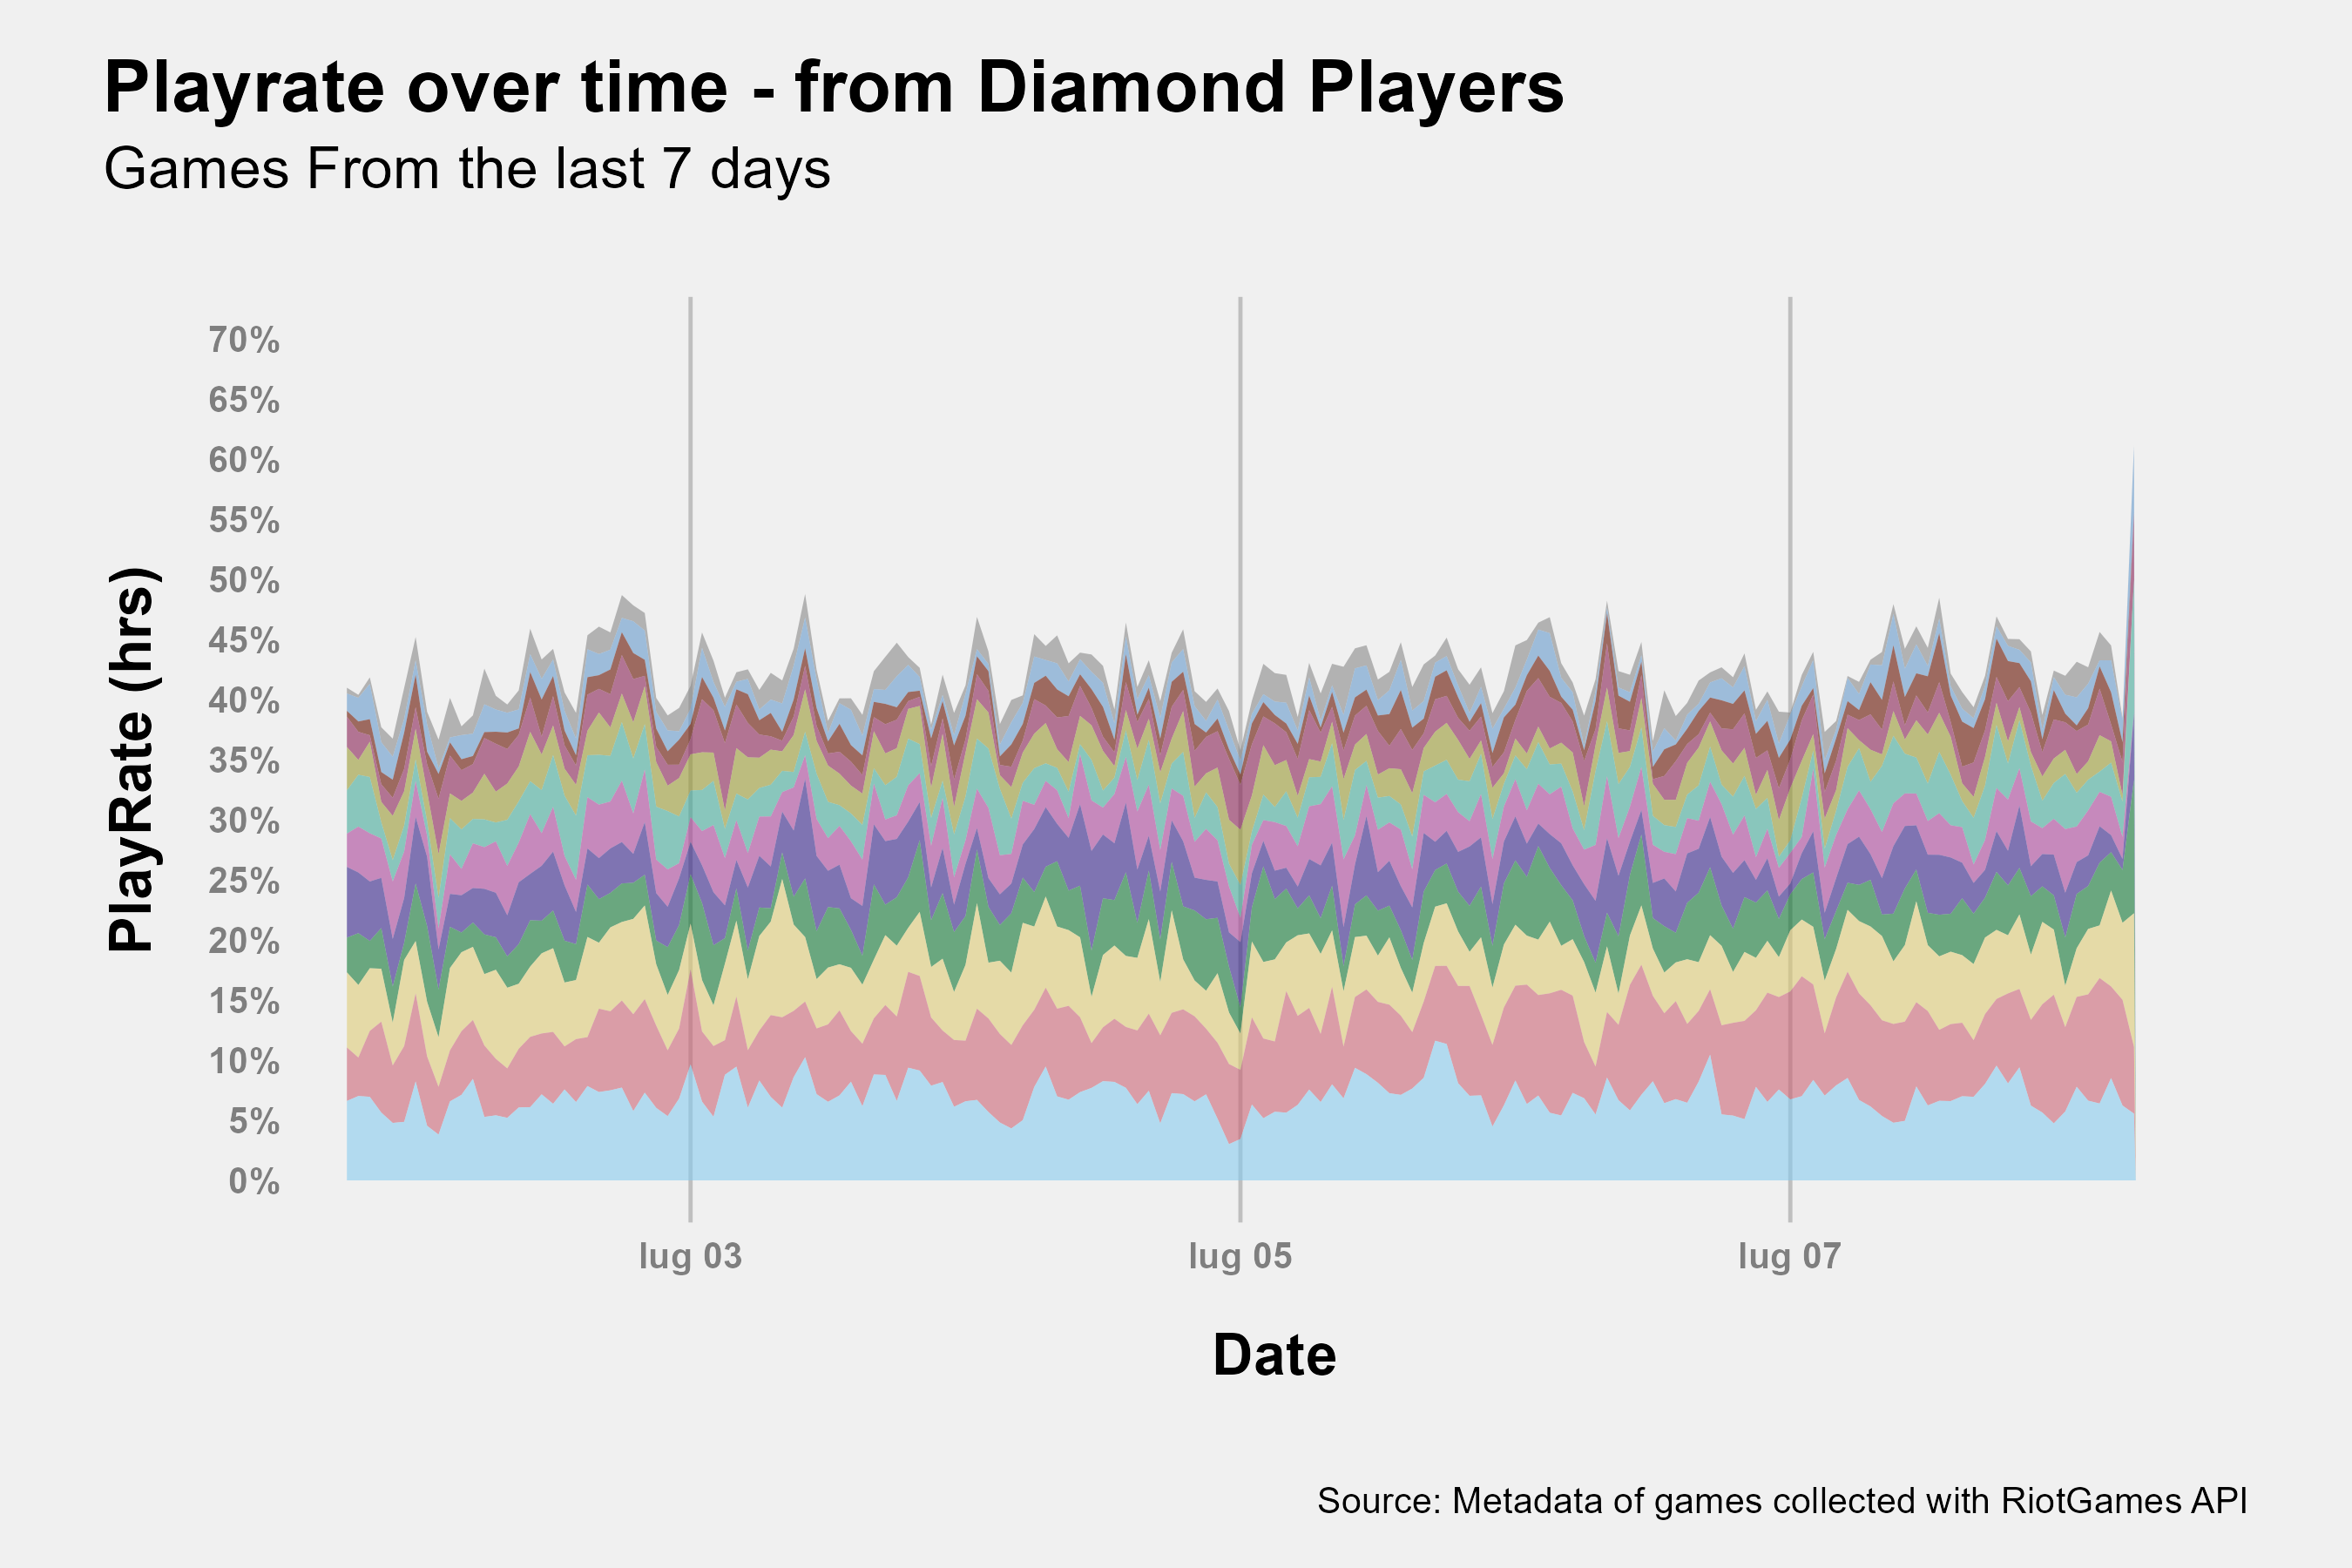 Playrate over time - from Diamond Players
Games From the last 7 days
PlayRate (hrs)
70%
65%
60%
55%
50%
45%
40%
35%
30%
25%
20%
15%
10%
5%
0%
lug 03
lug 05
lug 07
Date
Source: Metadata of games collected with RiotGames API